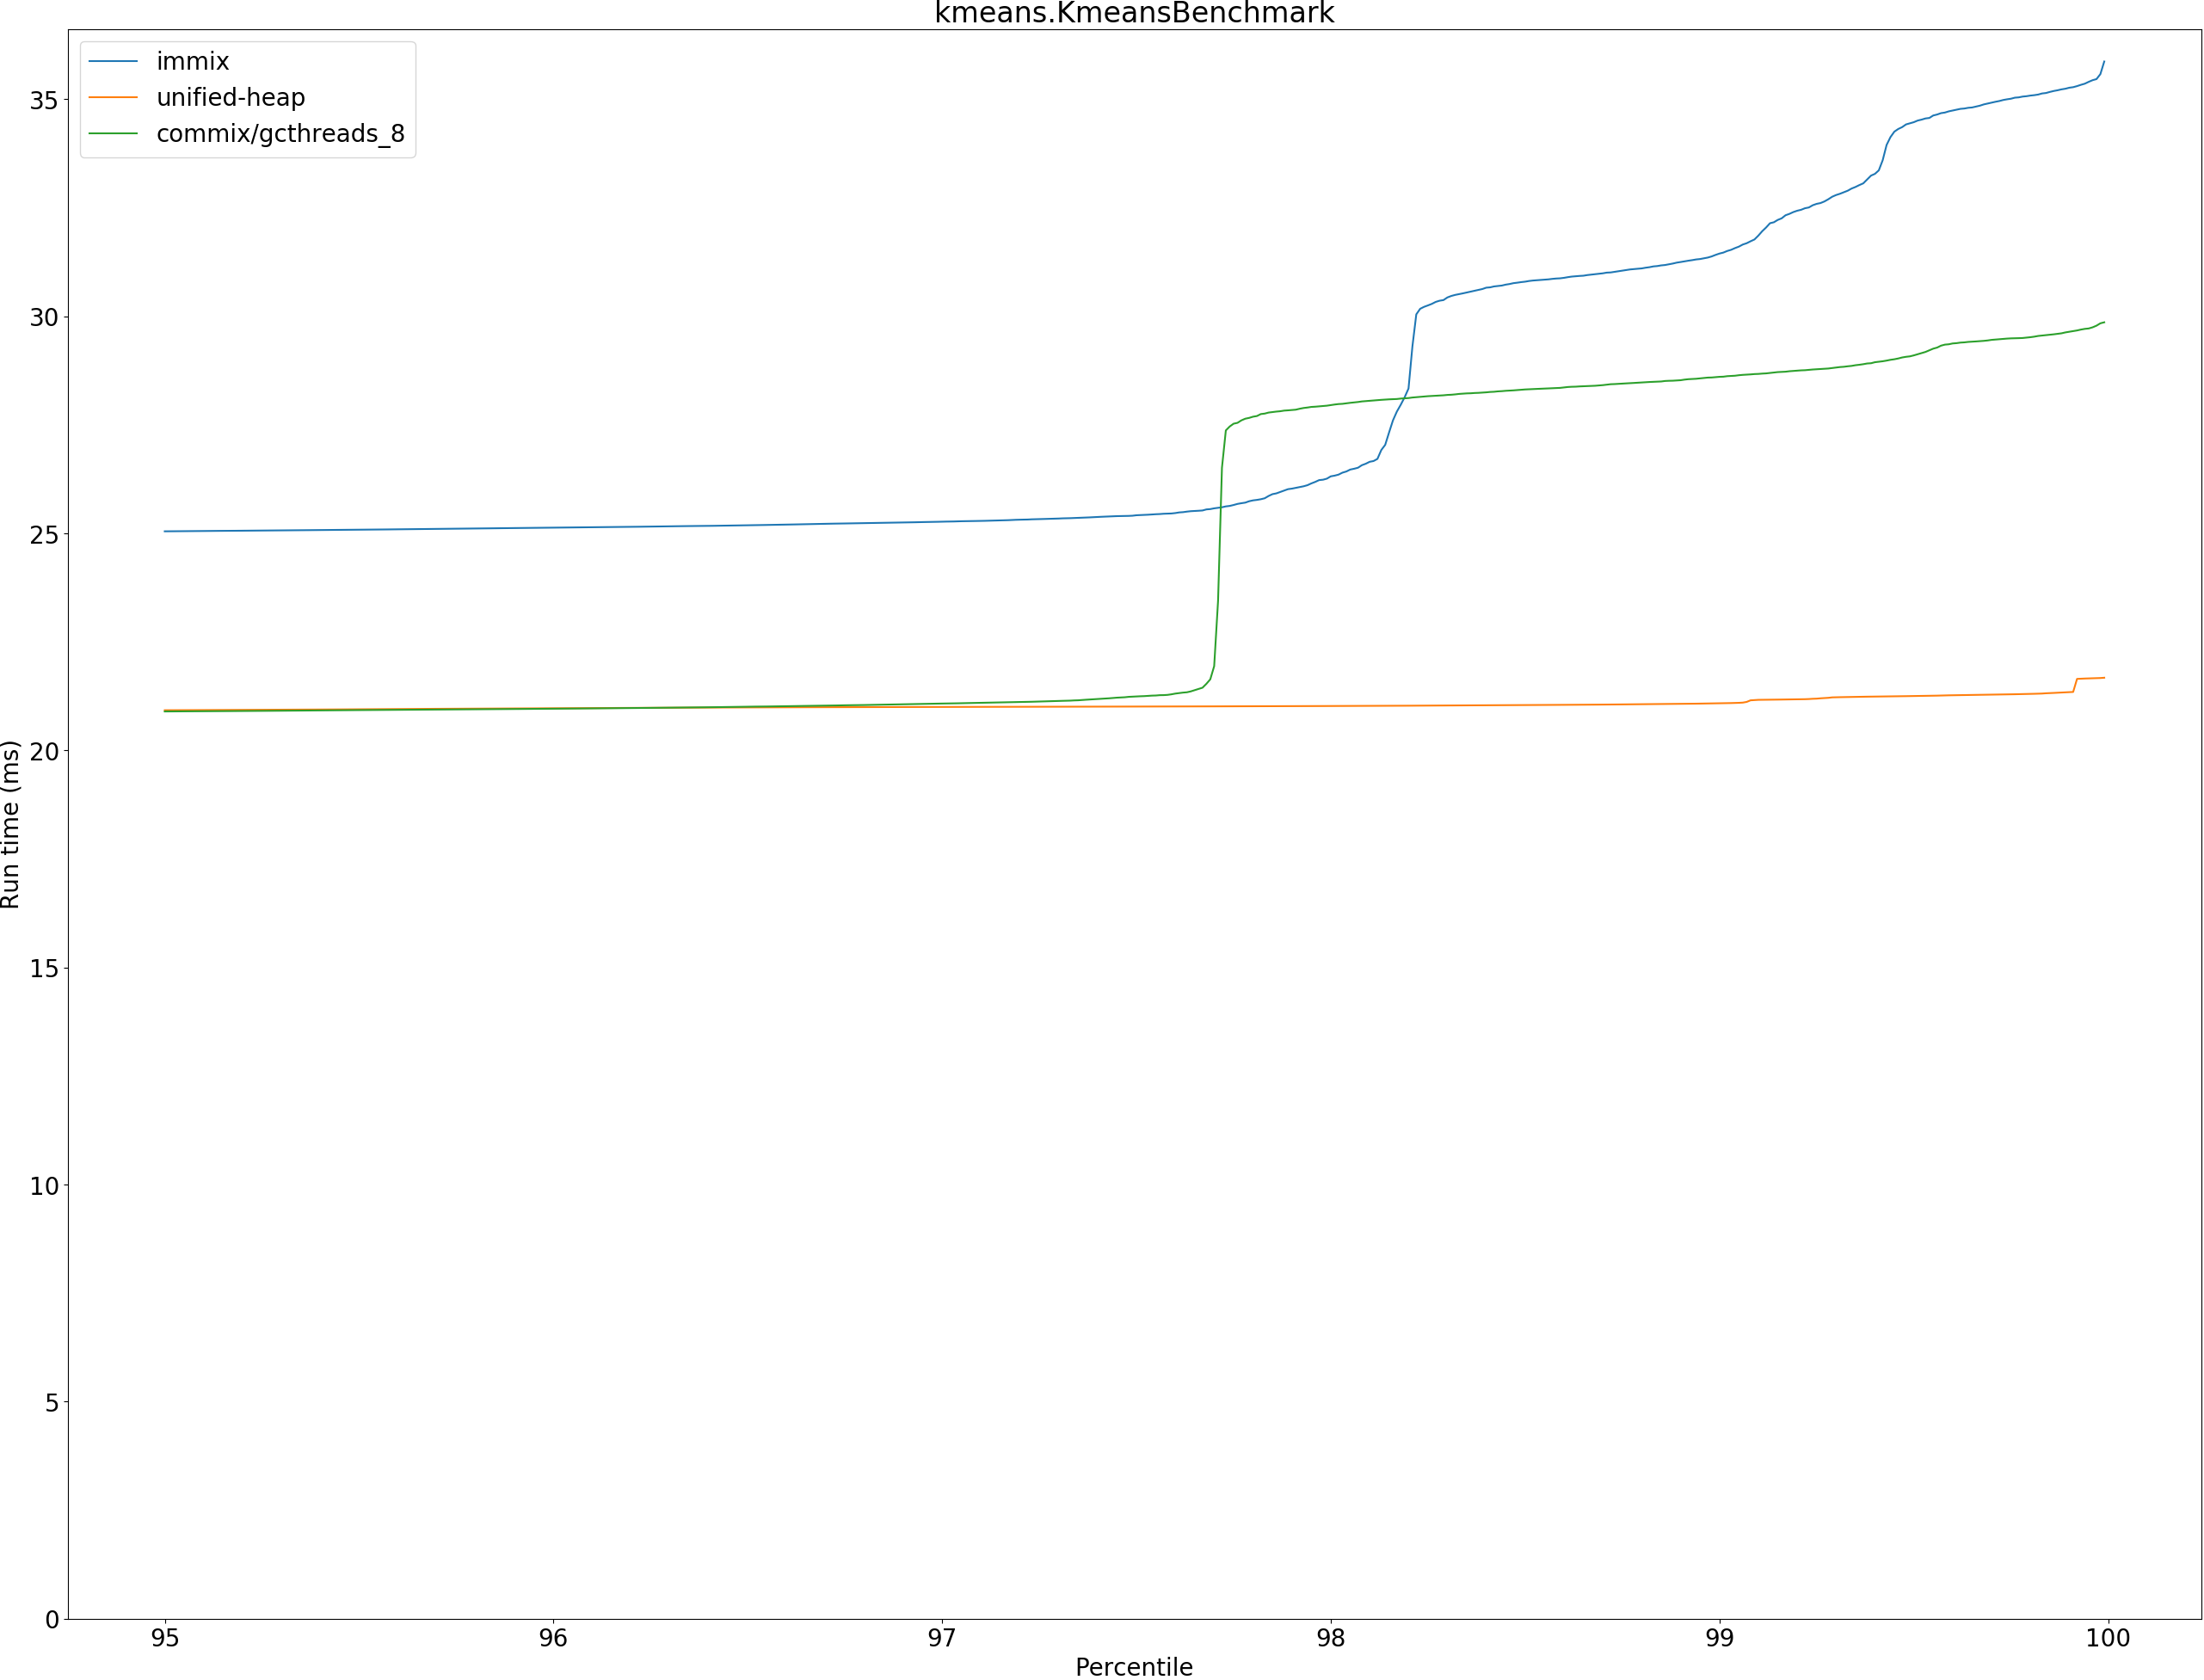 kmeans.KmeansBenchmark
immix
unified-heap
commix/gcthreads_8
35
30
25
20
15
10
5
0
Run time (ms)
95 96 97 98 99 100
Percentile